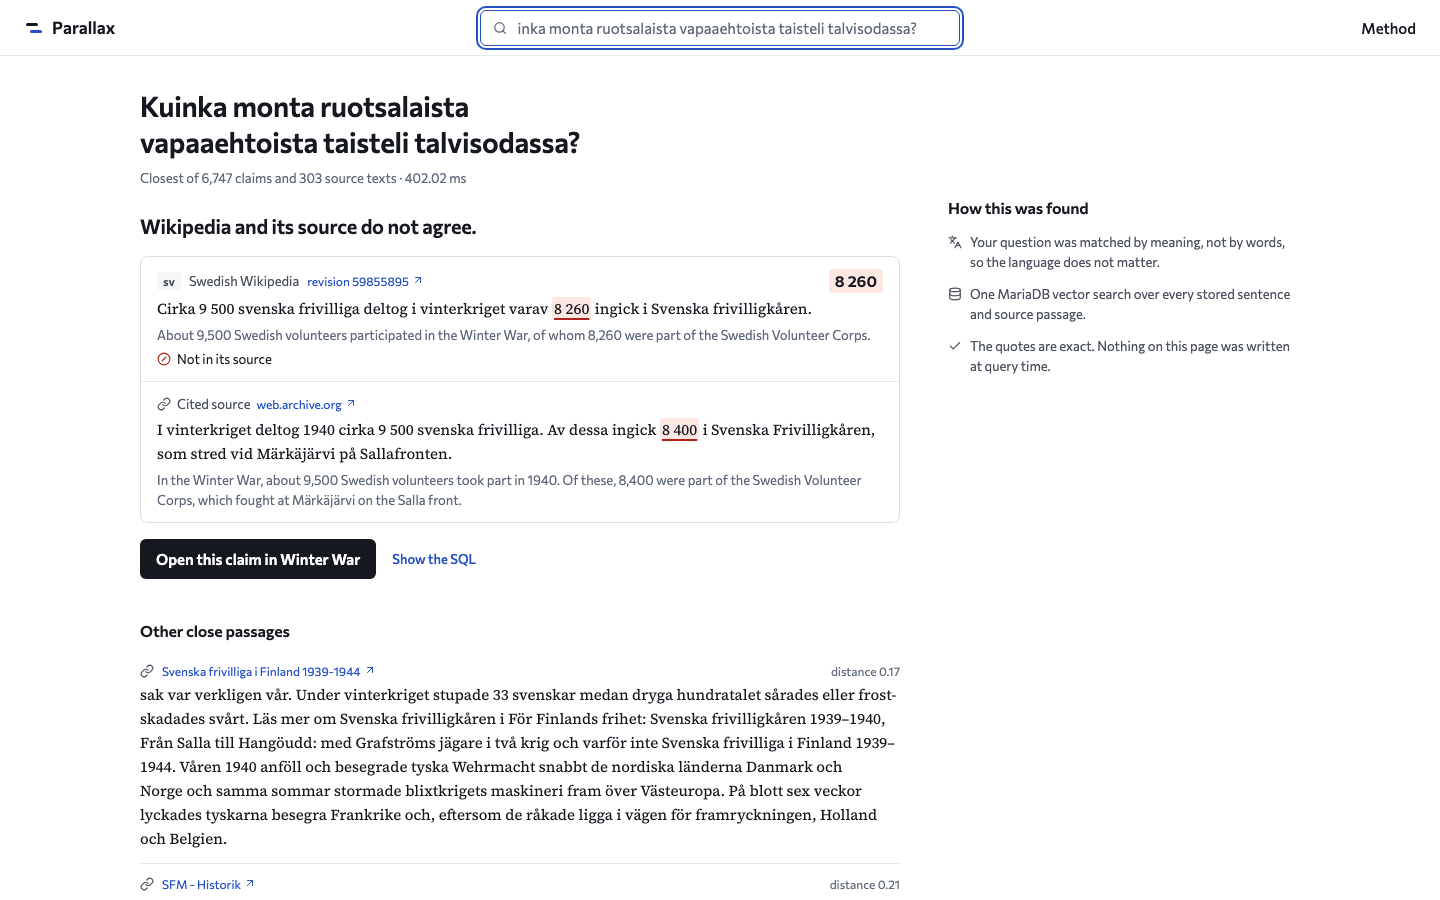 Parallax
inka monta ruotsalaista vapaaehtoista taisteli talvisodassa?
Method
Kuinka monta ruotsalaista
vapaaehtoista taisteli talvisodassa?
Closest of 6,747 claims and 303 source texts · 402.02 ms
Wikipedia and its source do not agree.
sv Swedish Wikipedia revision 59855895 8 260
Cirka 9 500 svenska frivilliga deltog i vinterkriget varav 8 260 ingick i Svenska frivilligkåren.
About 9,500 Swedish volunteers participated in the Winter War, of whom 8,260 were part of the Swedish Volunteer Corps.
Not in its source
Cited source web.archive.org
I vinterkriget deltog 1940 cirka 9 500 svenska frivilliga. Av dessa ingick 8 400 i Svenska Frivilligkåren,
som stred vid Märkäjärvi på Sallafronten.
In the Winter War, about 9,500 Swedish volunteers took part in 1940. Of these, 8,400 were part of the Swedish Volunteer
Corps, which fought at Märkäjärvi on the Salla front.
Open this claim in Winter War
Show the SQL
How this was found
Your question was matched by meaning, not by words,
so the language does not matter.
One MariaDB vector search over every stored sentence
and source passage.
The quotes are exact. Nothing on this page was written
at query time.
Other close passages
Svenska frivilliga i Finland 1939-1944 distance 0.17
sak var verkligen vår. Under vinterkriget stupade 33 svenskar medan dryga hundratalet sårades eller frost-
skadades svårt. Läs mer om Svenska frivilligkåren i För Finlands frihet: Svenska frivilligkåren 1939–1940,
Från Salla till Hangöudd: med Grafströms jägare i två krig och varför inte Svenska frivilliga i Finland 1939–
1944. Våren 1940 anföll och besegrade tyska Wehrmacht snabbt de nordiska länderna Danmark och
Norge och samma sommar stormade blixtkrigets maskineri fram över Västeuropa. På blott sex veckor
lyckades tyskarna besegra Frankrike och, eftersom de råkade ligga i vägen för framryckningen, Holland
och Belgien.
SFM - Historik distance 0.21